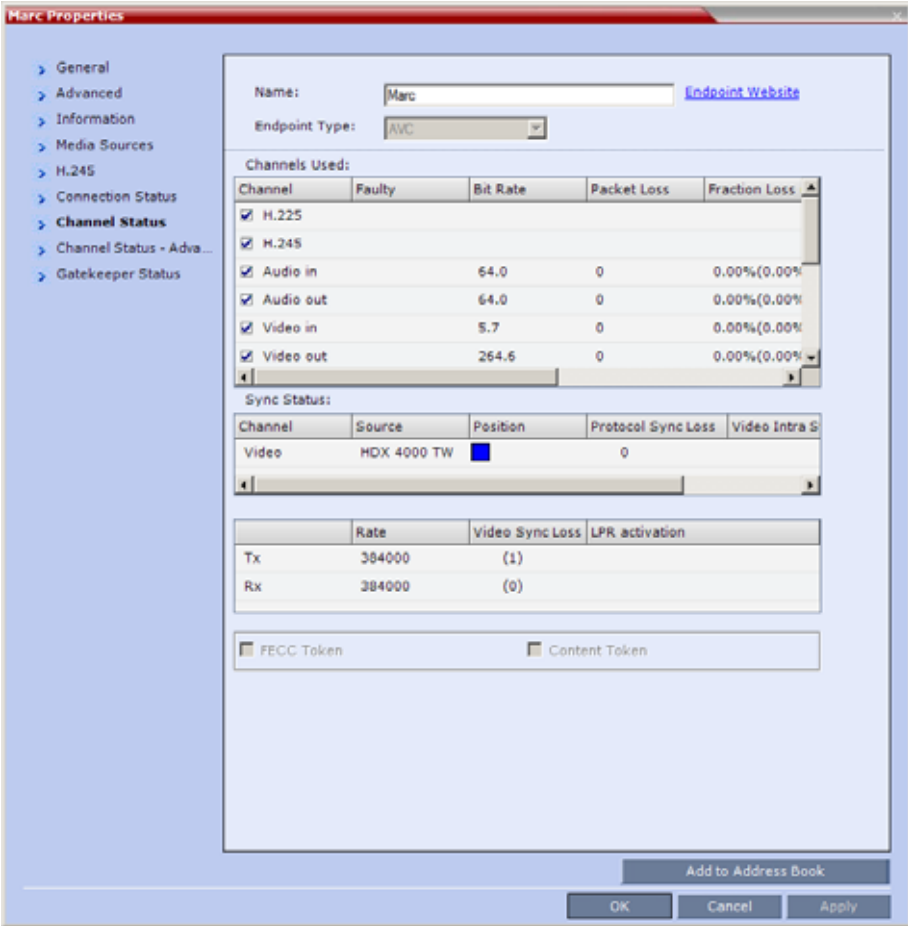 Marc Properties
General
Advanced
Information
Media Sources
H.245
Connection Status
Channel Status
Channel Status - Adva...
Gatekeeper Status
Name: Marc Endpoint Website
Endpoint Type: AVC
Channels Used:
Channel Faulty Bit Rate Packet Loss Fraction Loss
H.225
H.245
Audio in 64.0 0 0.00%(0.00%
Audio out 64.0 0 0.00%(0.00%
Video in 5.7 0 0.00%(0.00%
Video out 264.6 0 0.00%(0.00%
Sync Status:
Channel Source Position Protocol Sync Loss Video Intra S
Video HDX 4000 TW 0
Rate Video Sync Loss LPR activation
Tx 384000 (1)
Rx 384000 (0)
FECC Token Content Token
Add to Address Book
OK Cancel Apply